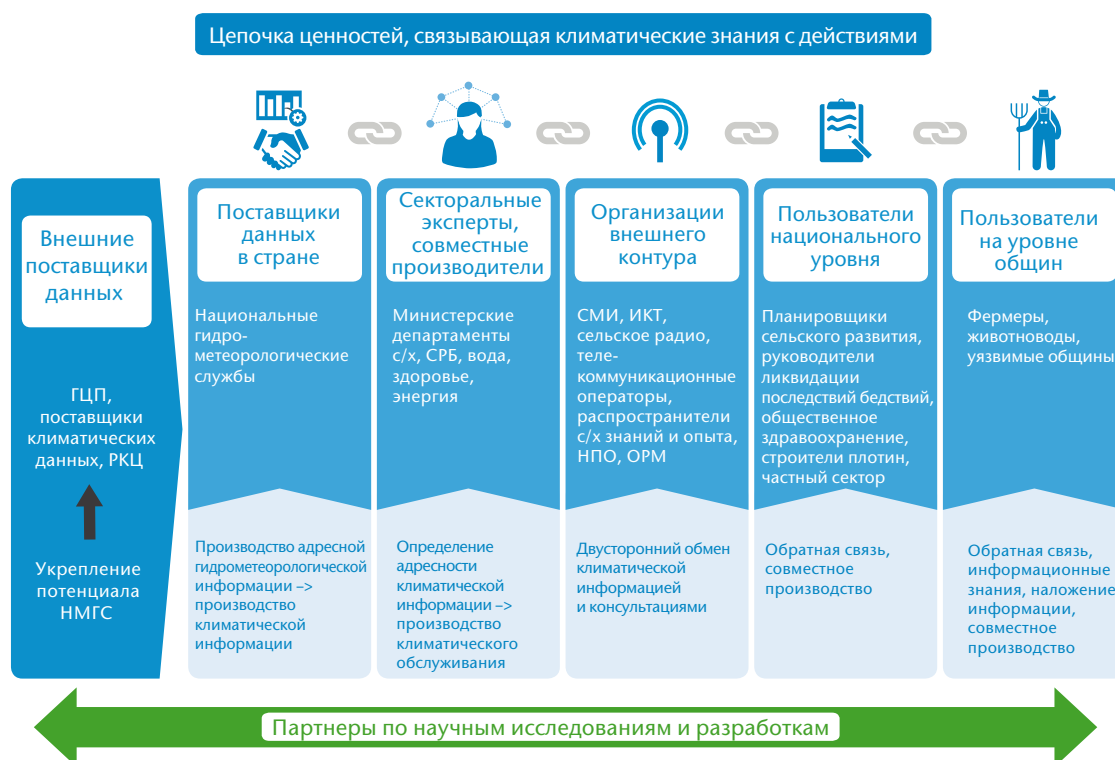 Цепочка ценностей, связывающая климатические знания с действиями
Внешние
поставщики
данных
ГЦП,
поставщики
климатических
данных, РКЦ
Укрепление
потенциала
НМГС
Поставщики
данных
в стране
Национальные
гидро-
метеорологические
службы
Производство адресной
гидрометеорологической
информации –>
производство
климатической
информации
Секторальные
эксперты,
совместные
производители
Министерские
департаменты
с/х, СРБ, вода,
здоровье,
энергия
Определение
адресности
климатической
информации –>
производство
климатического
обслуживания
Организации
внешнего
контура
СМИ, ИКТ,
сельское радио,
теле-
коммуникационные
операторы,
распространители
с/х знаний и опыта,
НПО, ОРМ
Двусторонний обмен
климатической
информацией
и консультациями
Пользователи
национального
уровня
Планировщики
сельского развития,
руководители
ликвидации
последствий бедствий,
общественное
здравоохранение,
строители плотин,
частный сектор
Обратная связь,
совместное
производство
Пользователи
на уровне
общин
Фермеры,
животноводы,
уязвимые общины
Обратная связь,
информационные
знания, наложение
информации,
совместное
производство
Партнеры по научным исследованиям и разработкам